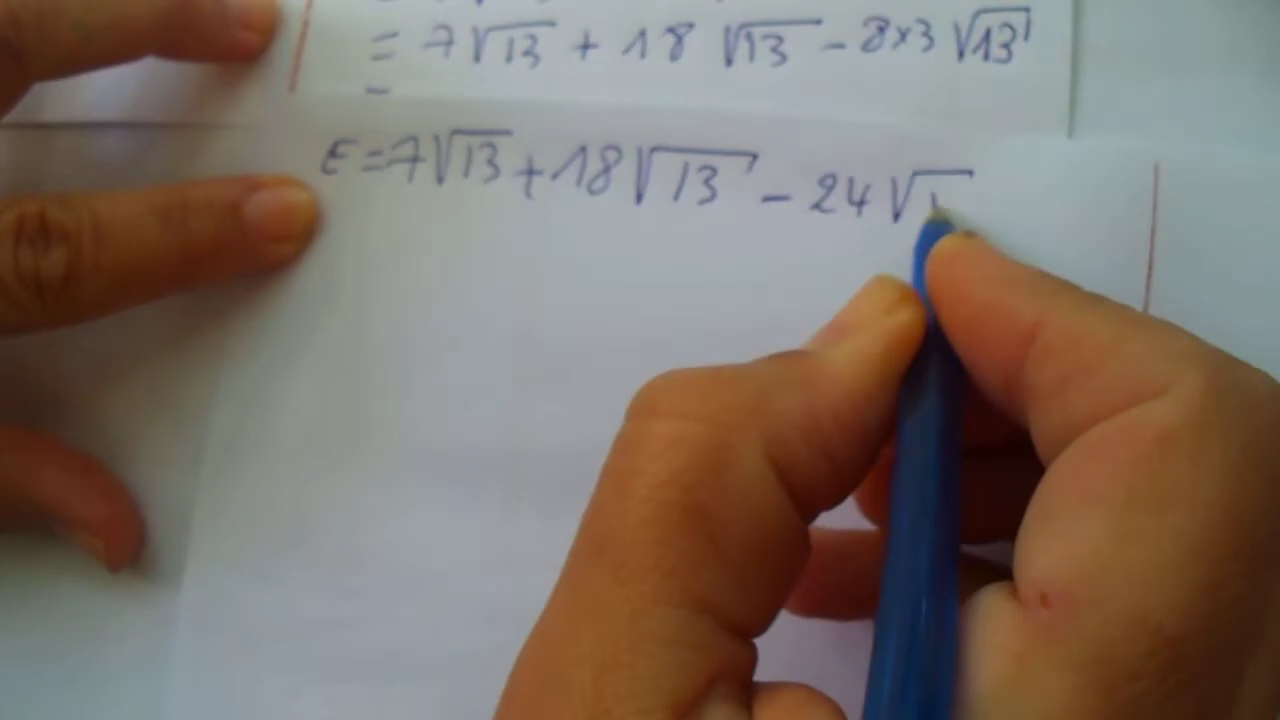 = 7√13 + 18 √13 - 8×3 √13
=
E = 7√13 + 18√13 - 24√